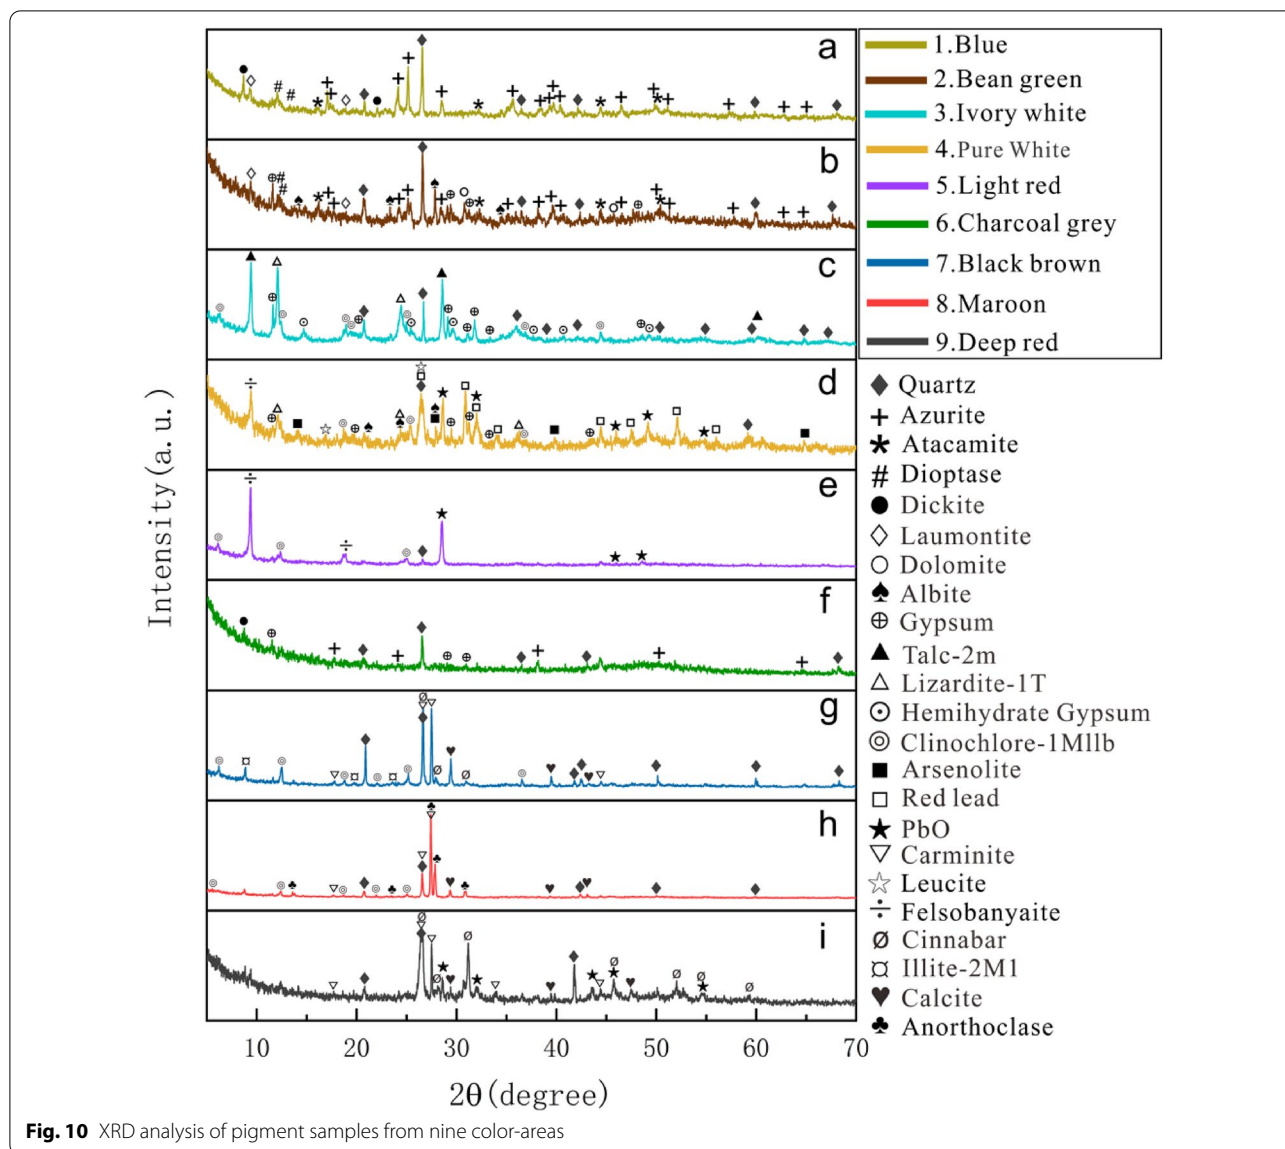 a
b
c
d
e
f
g
h
i
1.Blue
2.Bean green
3.Ivory white
4.Pure White
5.Light red
6.Charcoal grey
7.Black brown
8.Maroon
9.Deep red
Quartz
Azurite
Atacamite
Dioptase
Dickite
Laumontite
Dolomite
Albite
Gypsum
Talc-2m
Lizardite-1T
Hemihydrate Gypsum
Clinochlore-1Mllb
Arsenolite
Red lead
PbO
Carminite
Leucite
Felsobanyaite
Cinnabar
Illite-2M1
Calcite
Anorthoclase
Intensity(a.u.)
10 20 30 40 50 60 70
2θ(degree)
Fig. 10 XRD analysis of pigment samples from nine color-areas